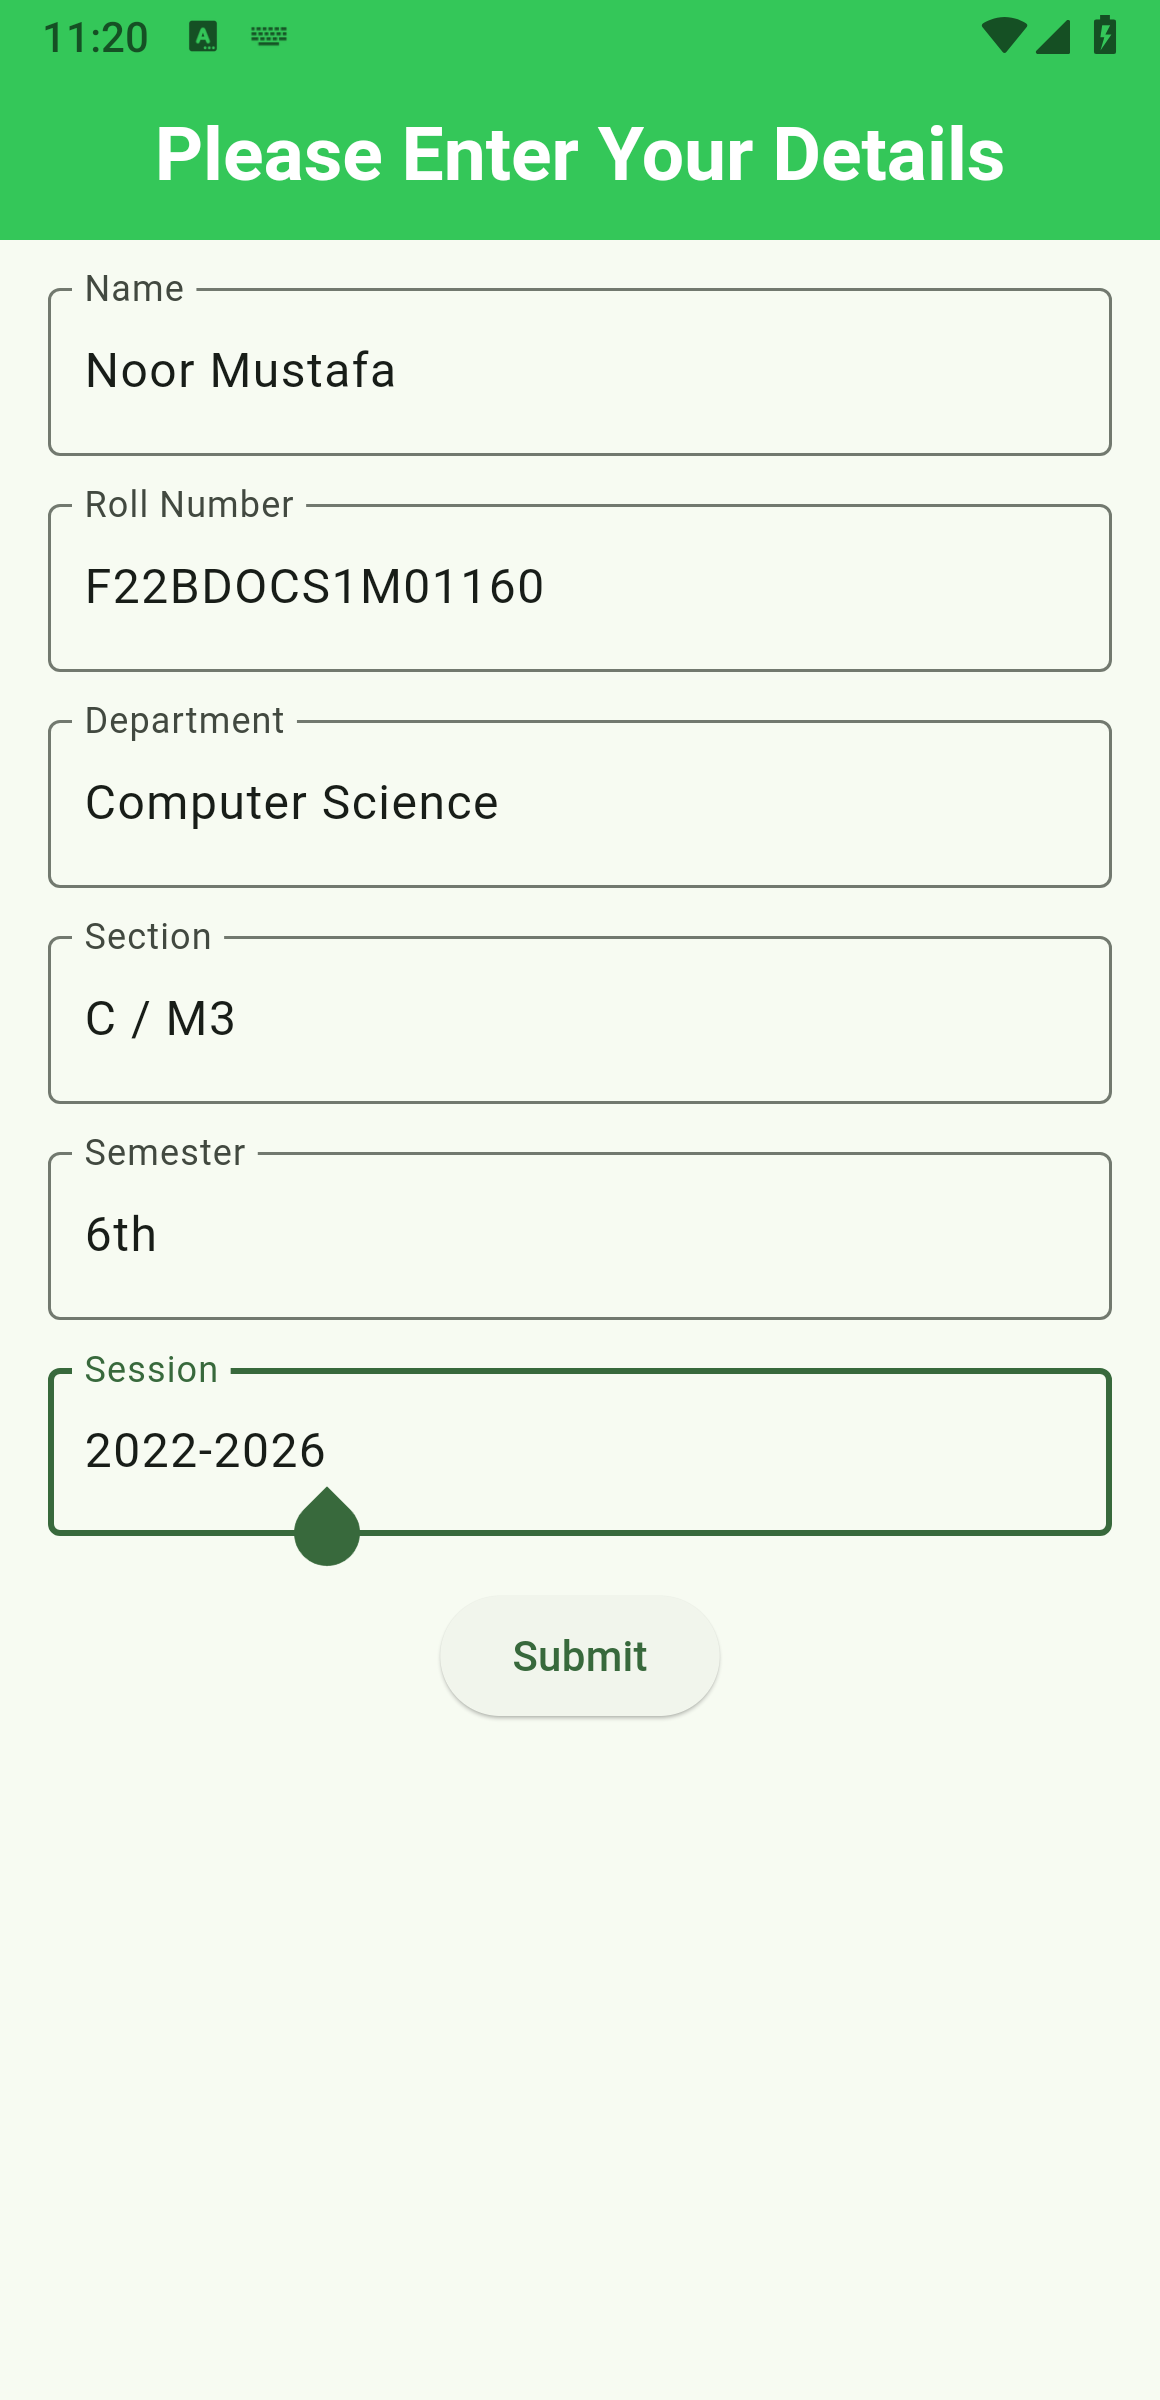 11:20
Please Enter Your Details
Name
Noor Mustafa
Roll Number
F22BDOCS1M01160
Department
Computer Science
Section
C / M3
Semester
6th
Session
2022-2026
Submit